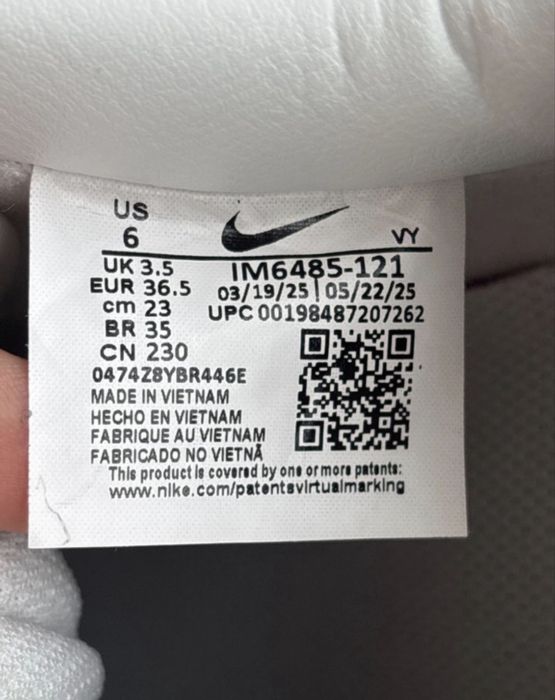 US
6
VY
UK 3.5
EUR 36.5
cm 23
BR 35
CN 230
IM6485-121
03/19/25 | 05/22/25
UPC 00198487207262
0474Z8YBR446E
MADE IN VIETNAM
HECHO EN VIETNAM
FABRIQUE AU VIETNAM
FABRICADO NO VIETNÃ
This product is covered by one or more patents:
www.nike.com/patentsvirtualmarking